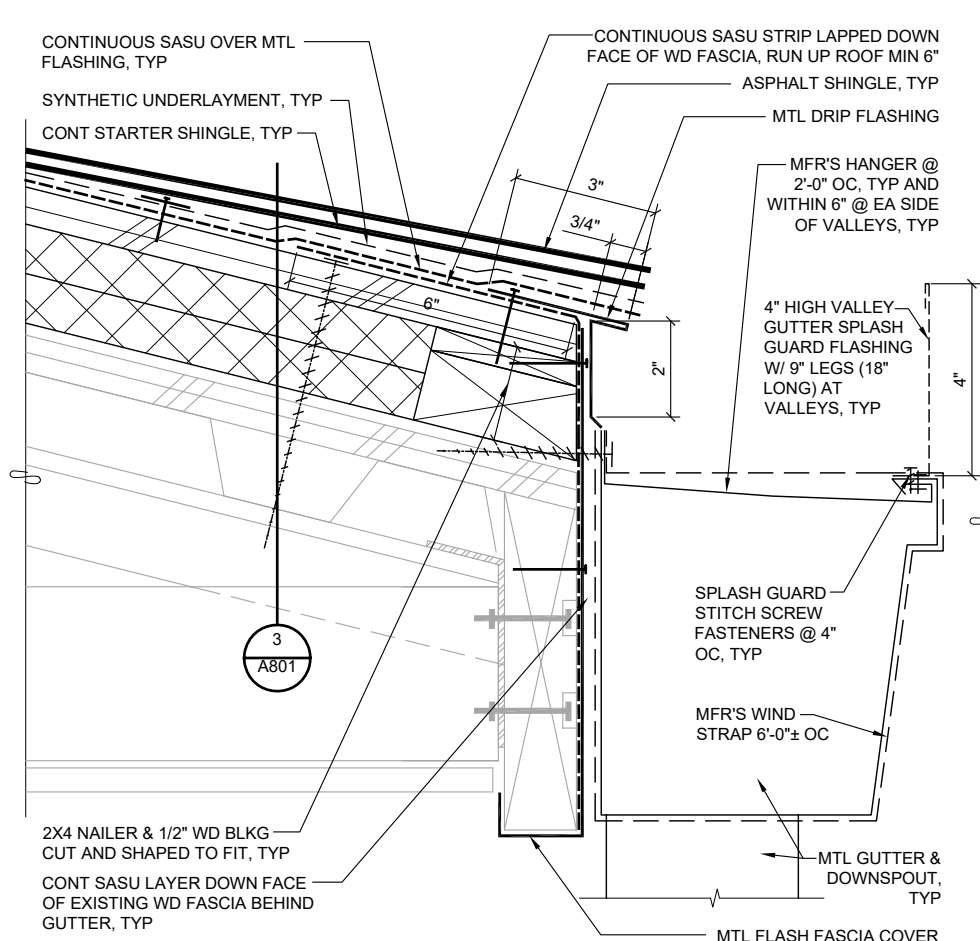 CONTINUOUS SASU OVER MTL
FLASHING, TYP
SYNTHETIC UNDERLAYMENT, TYP
CONT STARTER SHINGLE, TYP
CONTINUOUS SASU STRIP LAPPED DOWN
FACE OF WD FASCIA, RUN UP ROOF MIN 6"
ASPHALT SHINGLE, TYP
MTL DRIP FLASHING
MFR'S HANGER @
2'-0" OC, TYP AND
WITHIN 6" @ EA SIDE
OF VALLEYS, TYP
3"
3/4"
6"
2"
4" HIGH VALLEY
GUTTER SPLASH
GUARD FLASHING
W/ 9" LEGS (18"
LONG) AT
VALLEYS, TYP
4"
SPLASH GUARD
STITCH SCREW
FASTENERS @ 4"
OC, TYP
3
A801
MFR'S WIND
STRAP 6'-0"± OC
2X4 NAILER & 1/2" WD BLKG
CUT AND SHAPED TO FIT, TYP
CONT SASU LAYER DOWN FACE
OF EXISTING WD FASCIA BEHIND
GUTTER, TYP
MTL GUTTER &
DOWNSPOUT,
TYP
MTL FLASH FASCIA COVER